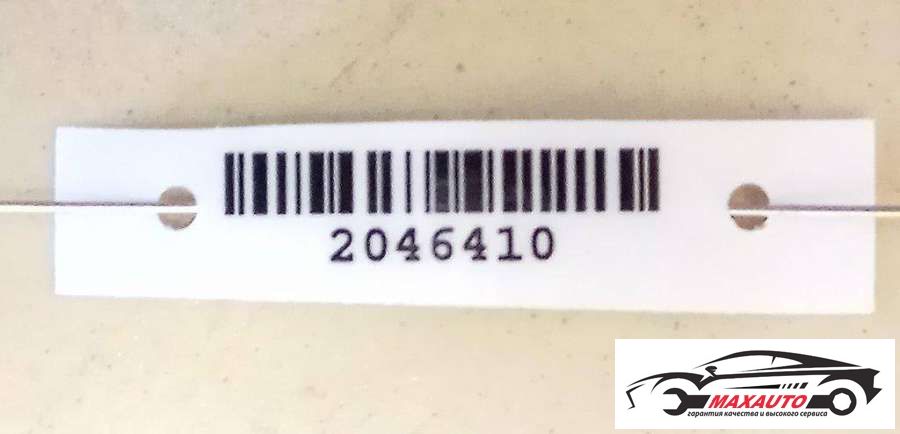 2046410
MAXAUTO
гарантия качества и высокого сервиса